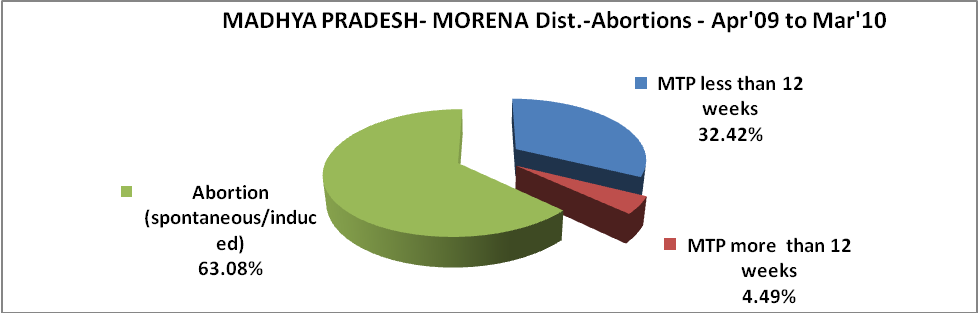 MADHYA PRADESH- MORENA Dist.-Abortions - Apr'09 to Mar'10
MTP less than 12
weeks
32.42%
Abortion
(spontaneous/induc
ed)
63.08%
MTP more  than 12
weeks
4.49%